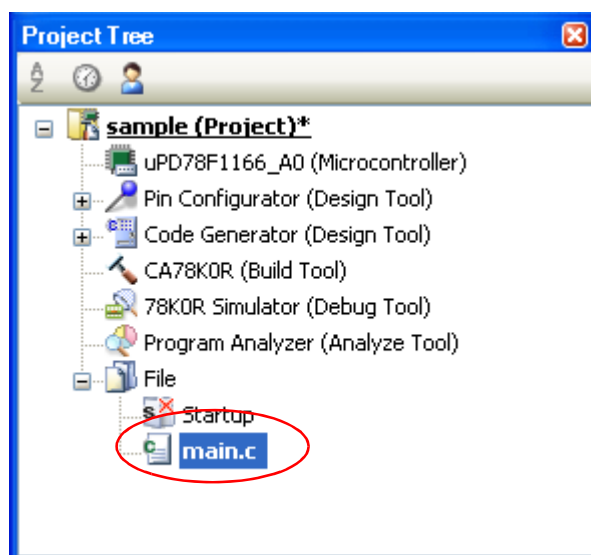 Project Tree
sample (Project)*
uPD78F1166_A0 (Microcontroller)
Pin Configurator (Design Tool)
Code Generator (Design Tool)
CA78K0R (Build Tool)
78K0R Simulator (Debug Tool)
Program Analyzer (Analyze Tool)
File
Startup
main.c